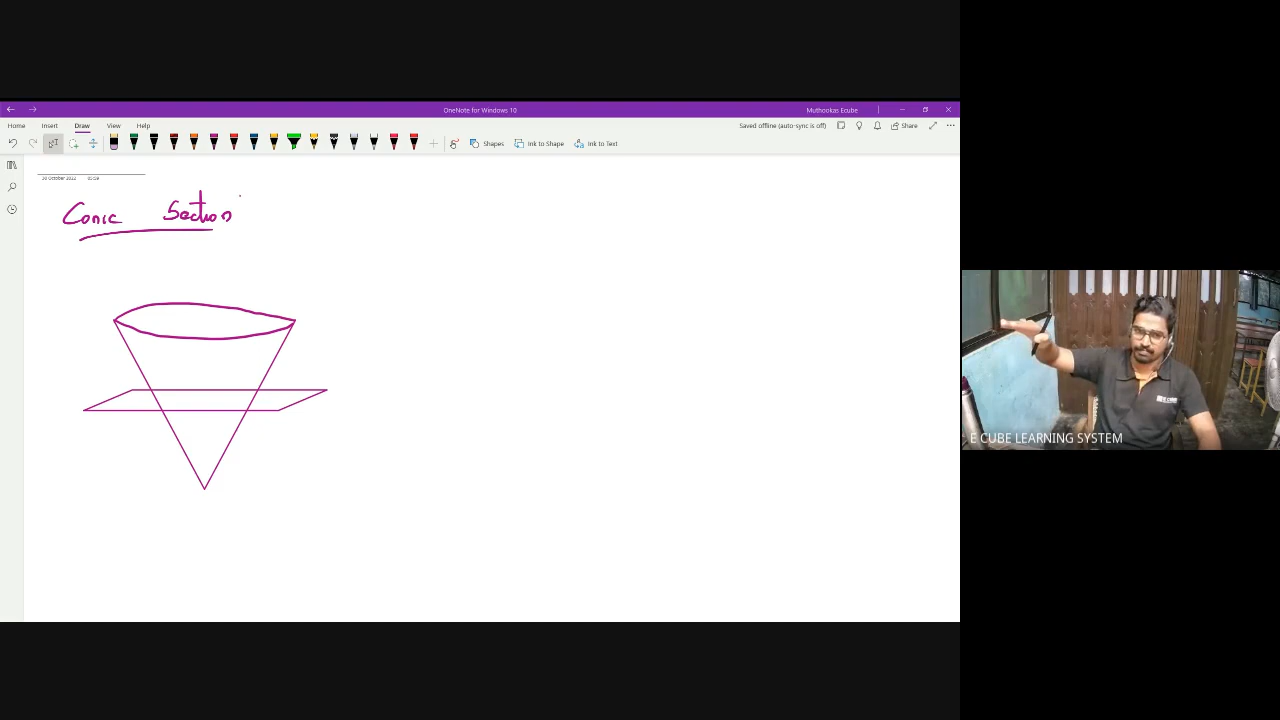 OneNote for Windows 10
Muthookas Ecube
Home Insert Draw View Help
Saved offline (auto-sync is off)
Share
Shapes
Ink to Shape
Ink to Text
Conic Section
E CUBE LEARNING SYSTEM